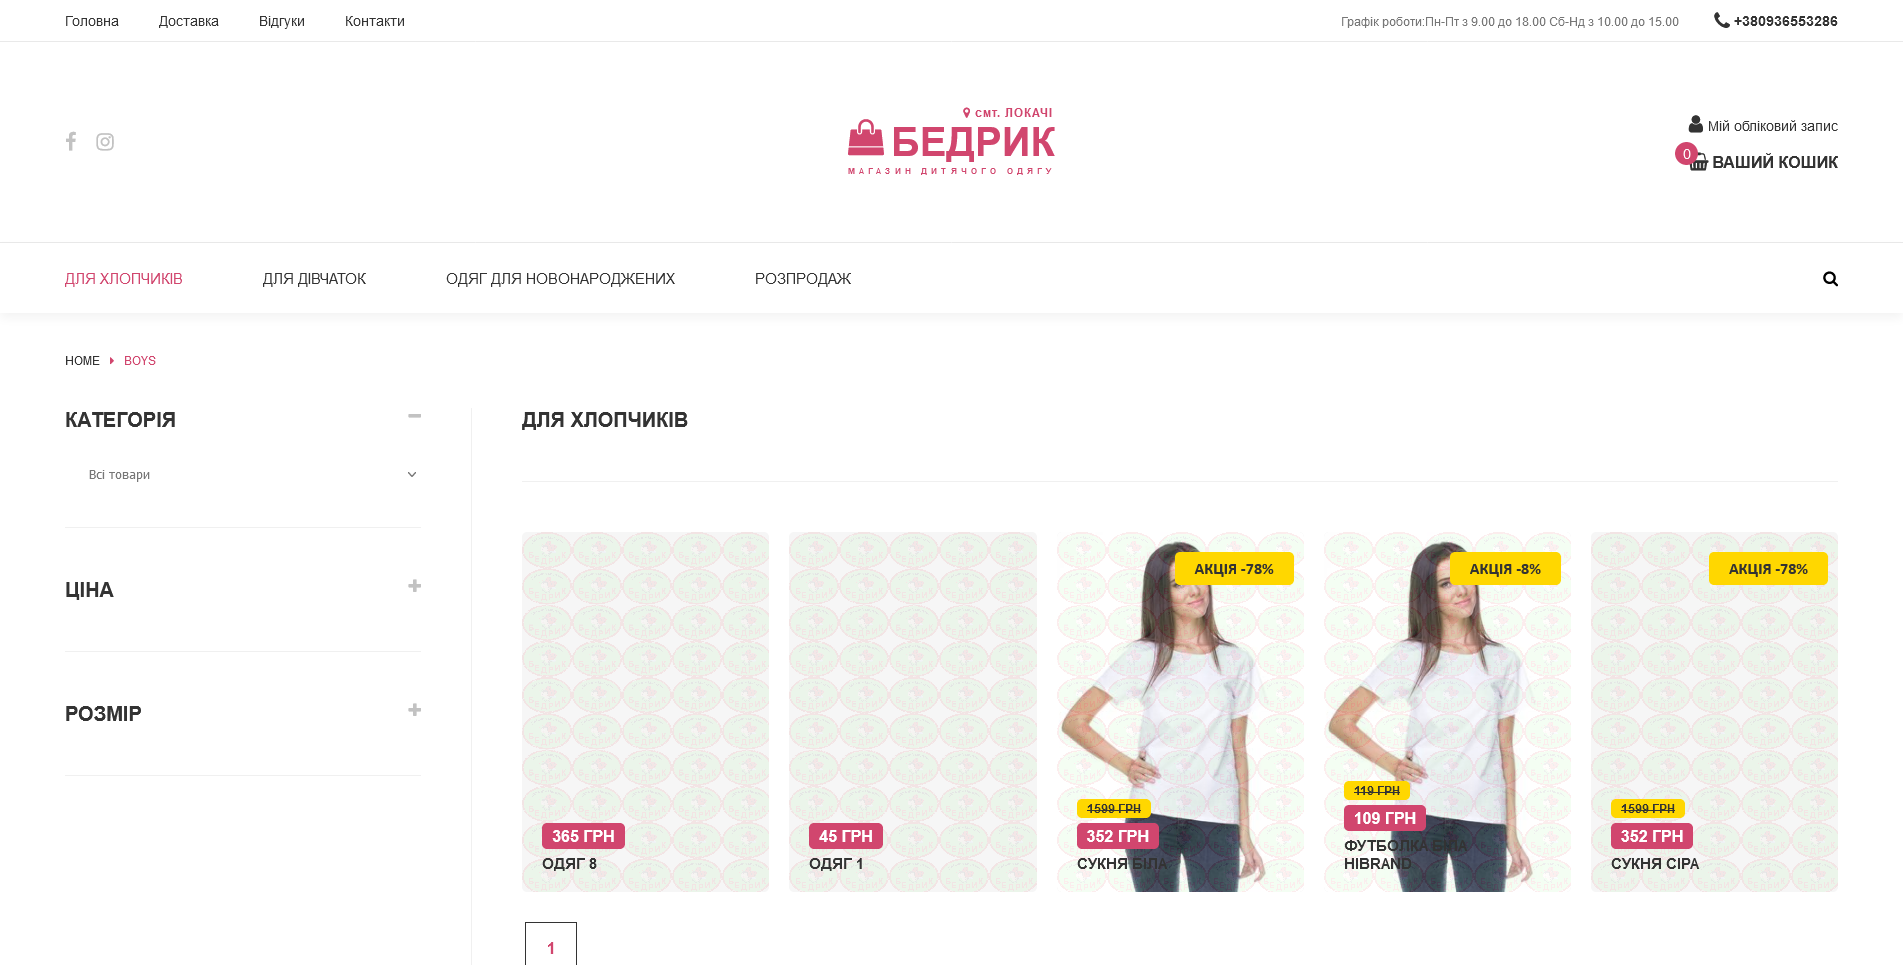 Головна Доставка Відгуки Контакти Графік роботи:Пн-Пт з 9.00 до 18.00 Сб-Нд з 10.00 до 15.00 +380936553286
смт. ЛОКАЧІ
БЕДРИК
МАГАЗИН ДИТЯЧОГО ОДЯГУ
Мій обліковий запис
0 ВАШИЙ КОШИК
ДЛЯ ХЛОПЧИКІВ ДЛЯ ДІВЧАТОК ОДЯГ ДЛЯ НОВОНАРОДЖЕНИХ РОЗПРОДАЖ
HOME BOYS
КАТЕГОРІЯ
Всі товари
ЦІНА
РОЗМІР
ДЛЯ ХЛОПЧИКІВ
365 ГРН
ОДЯГ 8
45 ГРН
ОДЯГ 1
АКЦІЯ -78%
1599 ГРН
352 ГРН
СУКНЯ БІЛА
АКЦІЯ -8%
119 ГРН
109 ГРН
ФУТБОЛКА БІЛА
HIBRAND
АКЦІЯ -78%
1599 ГРН
352 ГРН
СУКНЯ СІРА
1